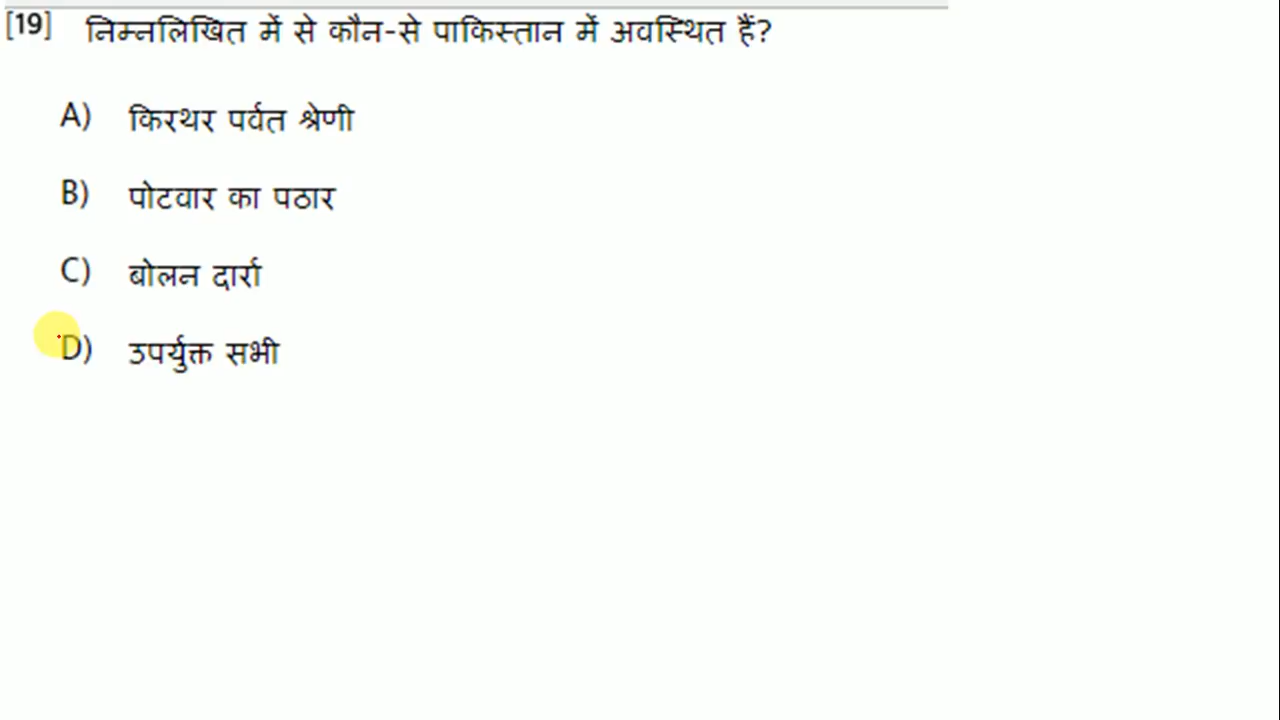 [19] निम्नलिखित में से कौन-से पाकिस्तान में अवस्थित हैं?
A) किरथर पर्वत श्रेणी
B) पोटवार का पठार
C) बोलन दार्रा
D) उपर्युक्त सभी